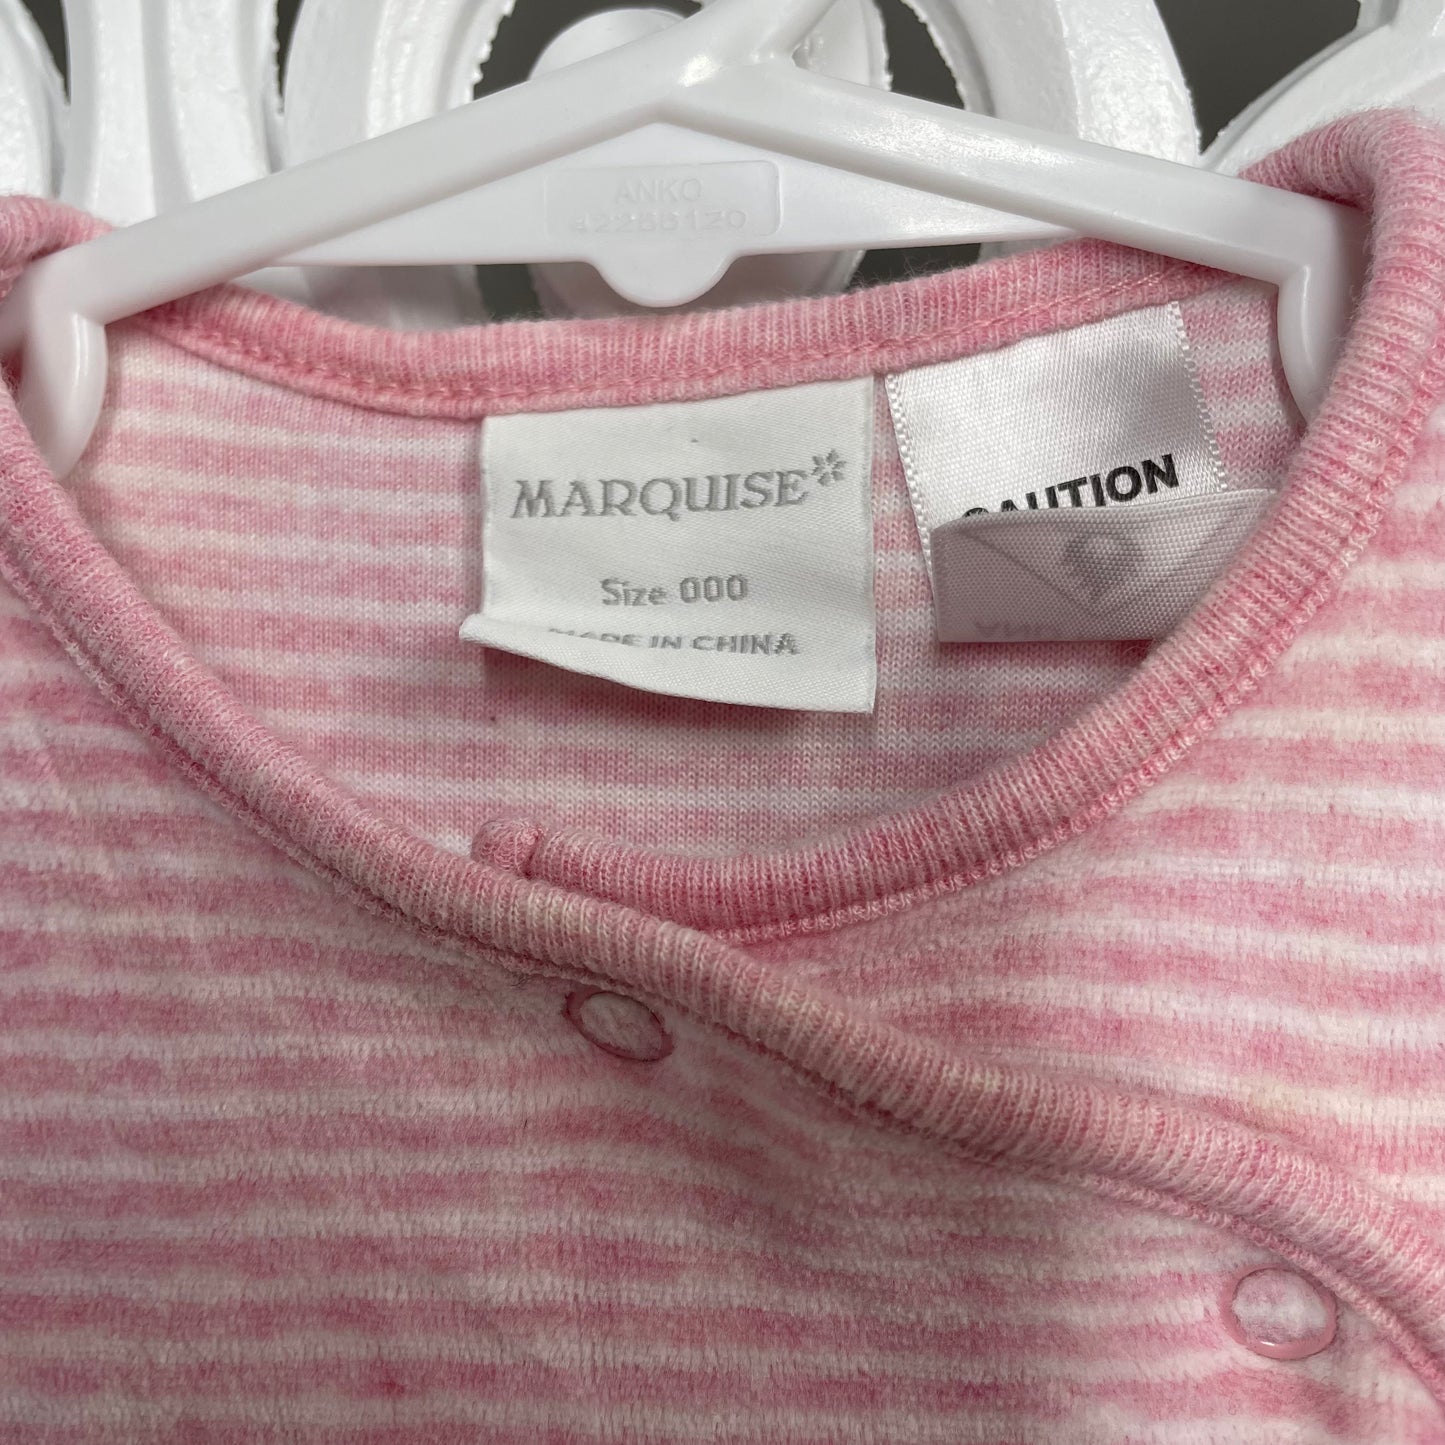 ANKO
MARQUISE
Size 000
MADE IN CHINA
CAUTION